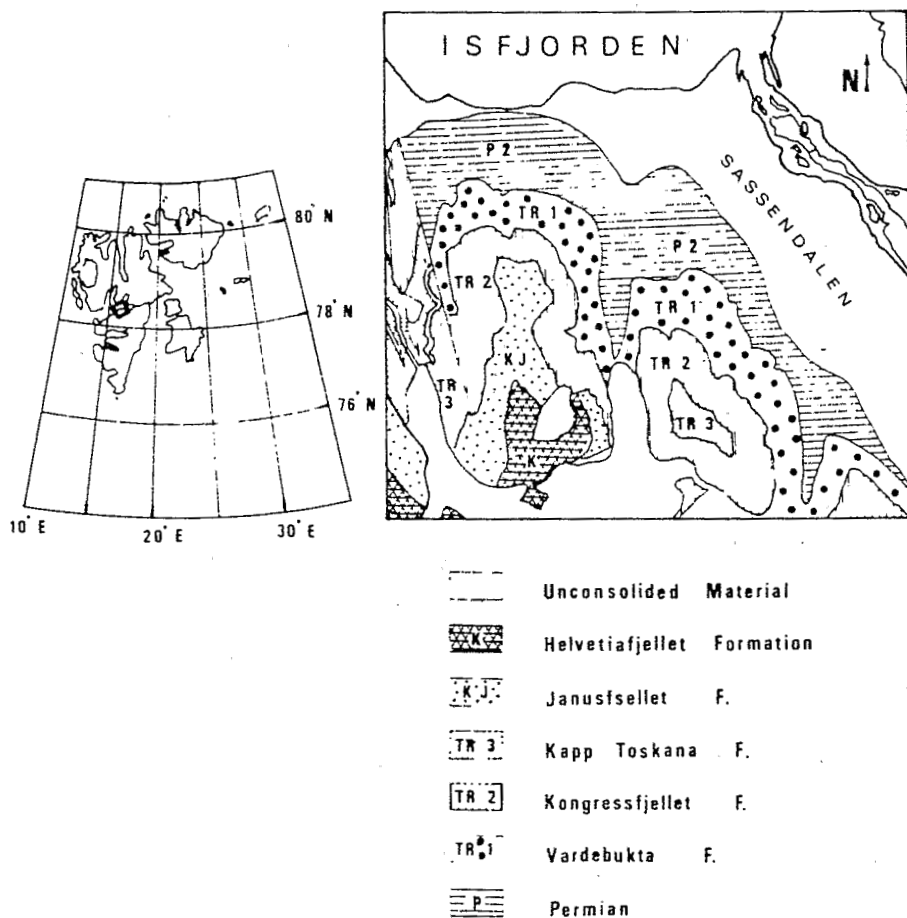 ISFJORDEN
N
P 2
80° N
TR 1
SASSENDALEN
P 2
TR 2
78° N
TR 1
KJ
TR 2
TR 3
76° N
TR 3
K
10° E
20° E
30° E
Unconsolided Material
K Helvetiafjellet Formation
KJ Janusfsellet F.
TR 3 Kapp Toskana F.
TR 2 Kongressfjellet F.
TR 1 Vardebukta F.
P Permian